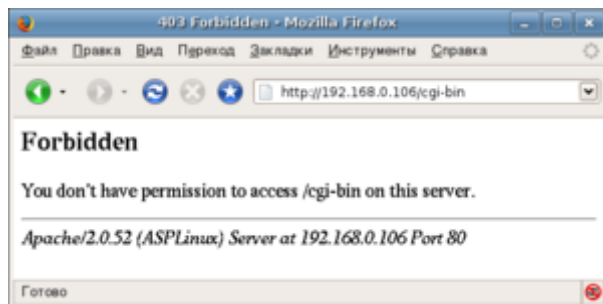 403 Forbidden - Mozilla Firefox
Файл Правка Вид Переход Закладки Инструменты Справка
http://192.168.0.106/cgi-bin
Forbidden
You don't have permission to access /cgi-bin on this server.
Apache/2.0.52 (ASPLinux) Server at 192.168.0.106 Port 80
Готово